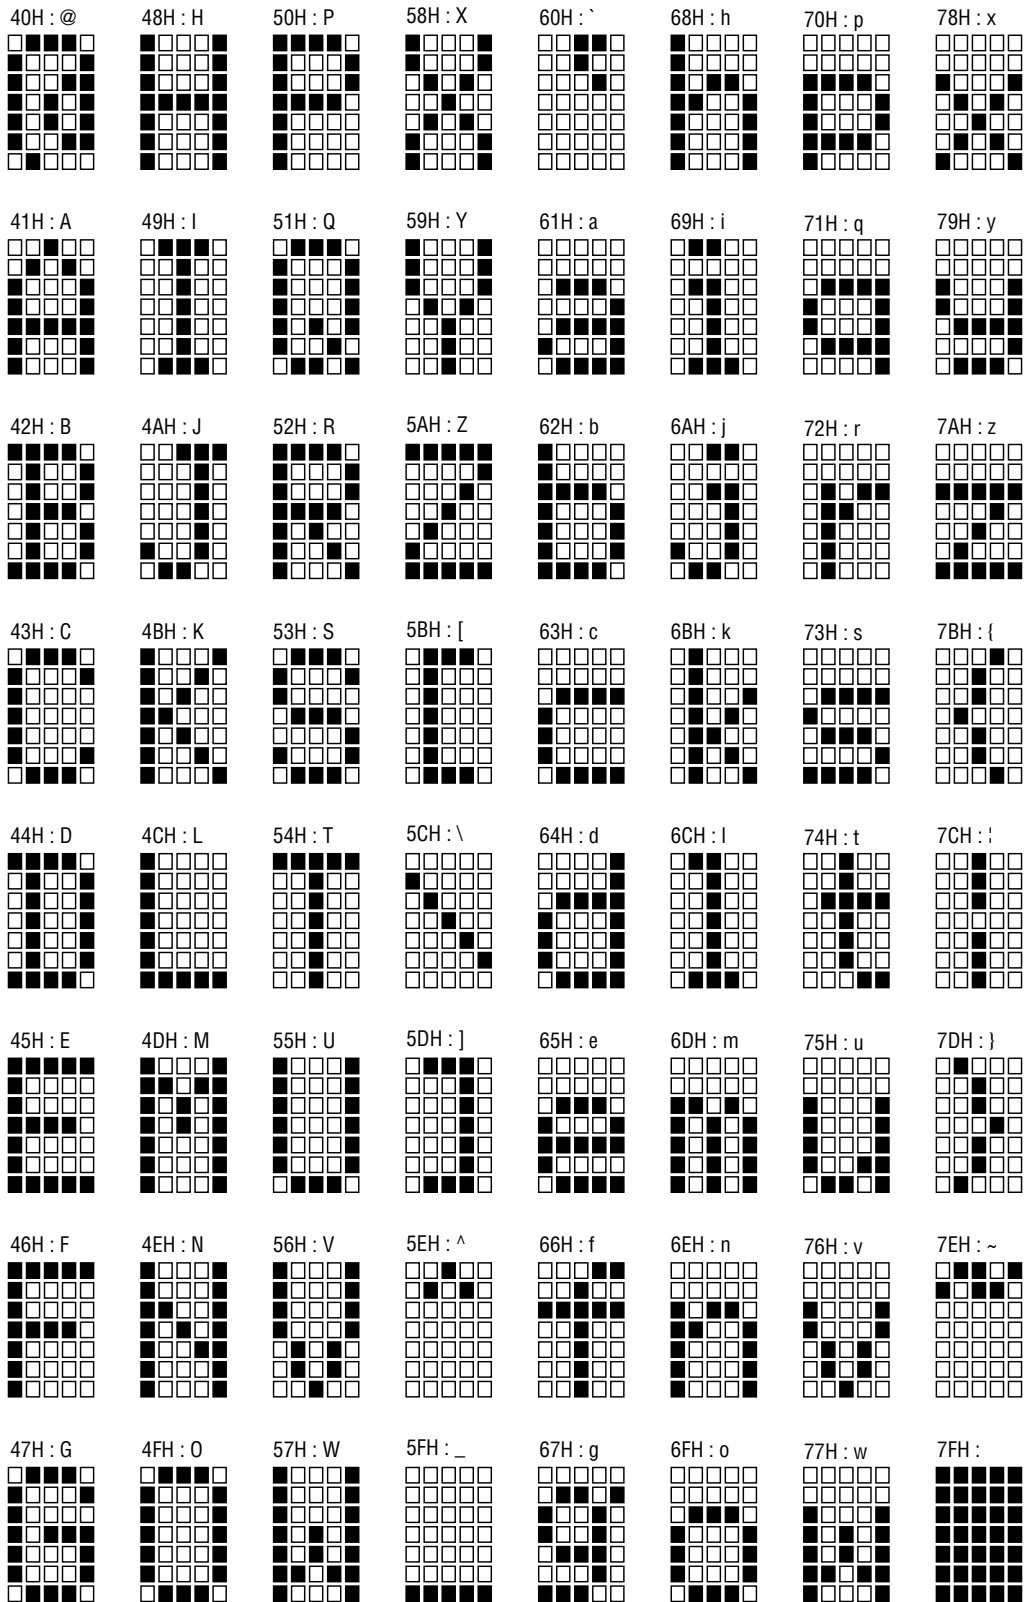 40H : @ 48H : H 50H : P 58H : X 60H : ` 68H : h 70H : p 78H : x
41H : A 49H : I 51H : Q 59H : Y 61H : a 69H : i 71H : q 79H : y
42H : B 4AH : J 52H : R 5AH : Z 62H : b 6AH : j 72H : r 7AH : z
43H : C 4BH : K 53H : S 5BH : [ 63H : c 6BH : k 73H : s 7BH : {
44H : D 4CH : L 54H : T 5CH : \ 64H : d 6CH : l 74H : t 7CH : ¦
45H : E 4DH : M 55H : U 5DH : ] 65H : e 6DH : m 75H : u 7DH : }
46H : F 4EH : N 56H : V 5EH : ^ 66H : f 6EH : n 76H : v 7EH : ~
47H : G 4FH : O 57H : W 5FH : _ 67H : g 6FH : o 77H : w 7FH :